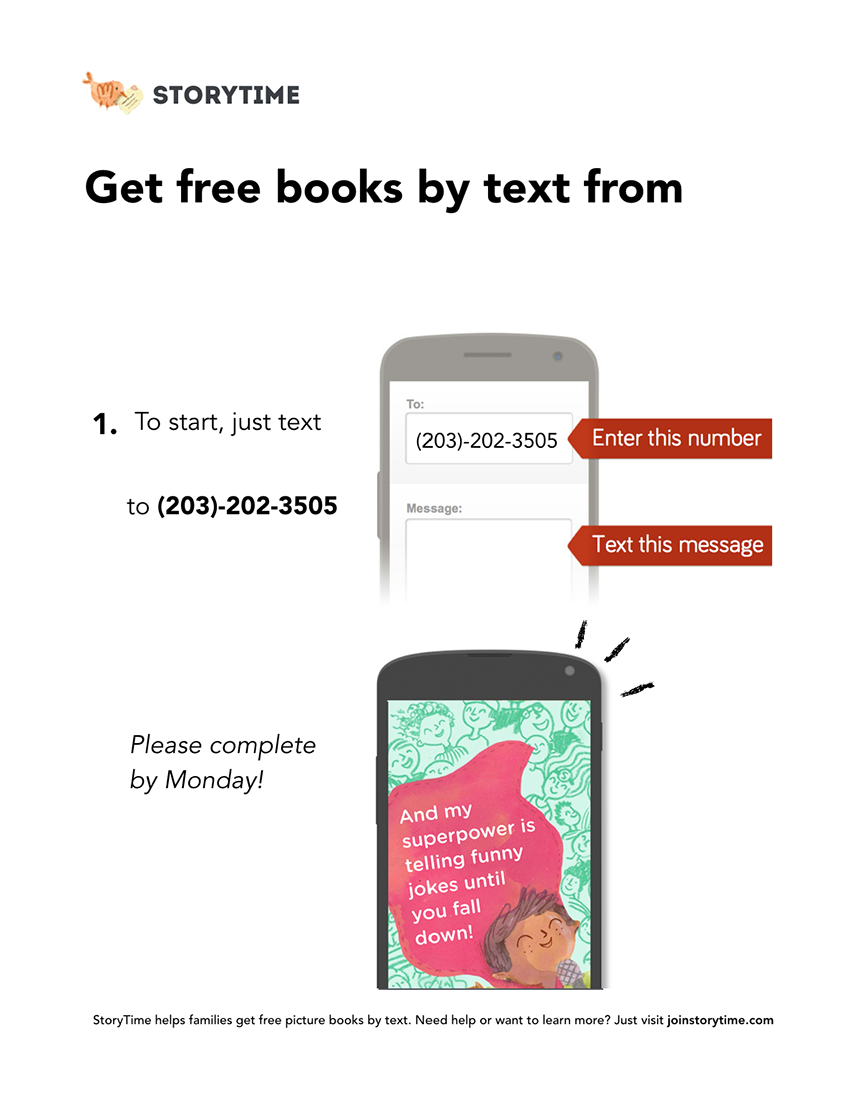 STORYTIME
Get free books by text from
1. To start, just text
to (203)-202-3505
To:
(203)-202-3505
Enter this number
Message:
Text this message
Please complete
by Monday!
And my
superpower is
telling funny
jokes until
you fall
down!
StoryTime helps families get free picture books by text. Need help or want to learn more? Just visit joinstorytime.com